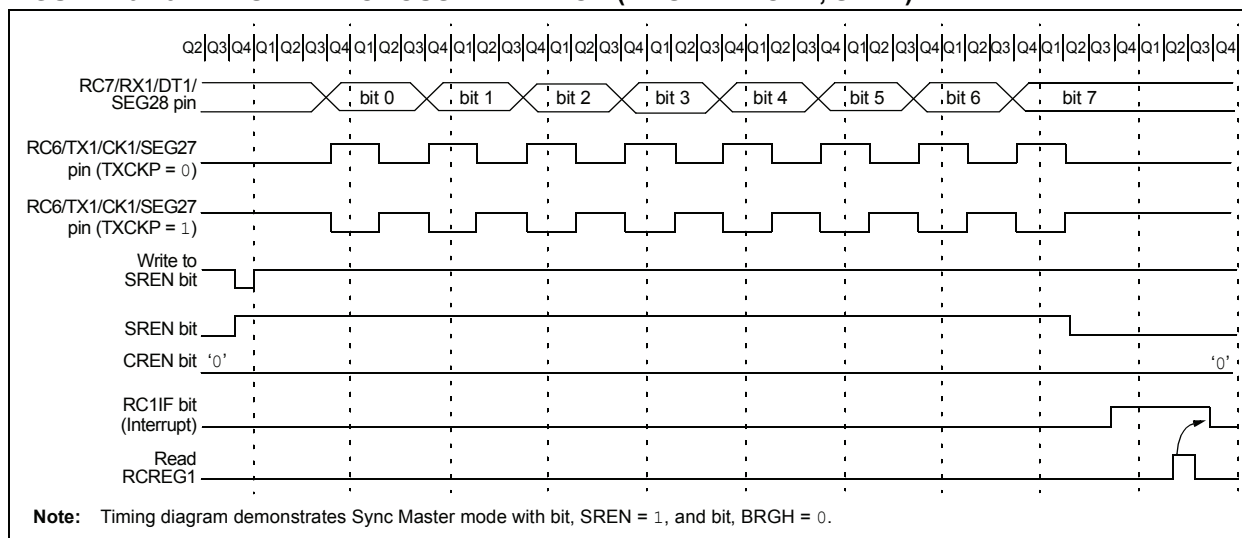 Q2 Q3 Q4 Q1 Q2 Q3 Q4 Q1 Q2 Q3 Q4 Q1 Q2 Q3 Q4 Q1 Q2 Q3 Q4 Q1 Q2 Q3 Q4 Q1 Q2 Q3 Q4 Q1 Q2 Q3 Q4 Q1 Q2 Q3 Q4 Q1 Q2 Q3 Q4 Q1 Q2 Q3 Q4
RC7/RX1/DT1/
SEG28 pin
bit 0 bit 1 bit 2 bit 3 bit 4 bit 5 bit 6 bit 7
RC6/TX1/CK1/SEG27
pin (TXCKP = 0)
RC6/TX1/CK1/SEG27
pin (TXCKP = 1)
Write to
SREN bit
SREN bit
CREN bit '0' '0'
RC1IF bit
(Interrupt)
Read
RCREG1
Note: Timing diagram demonstrates Sync Master mode with bit, SREN = 1, and bit, BRGH = 0.